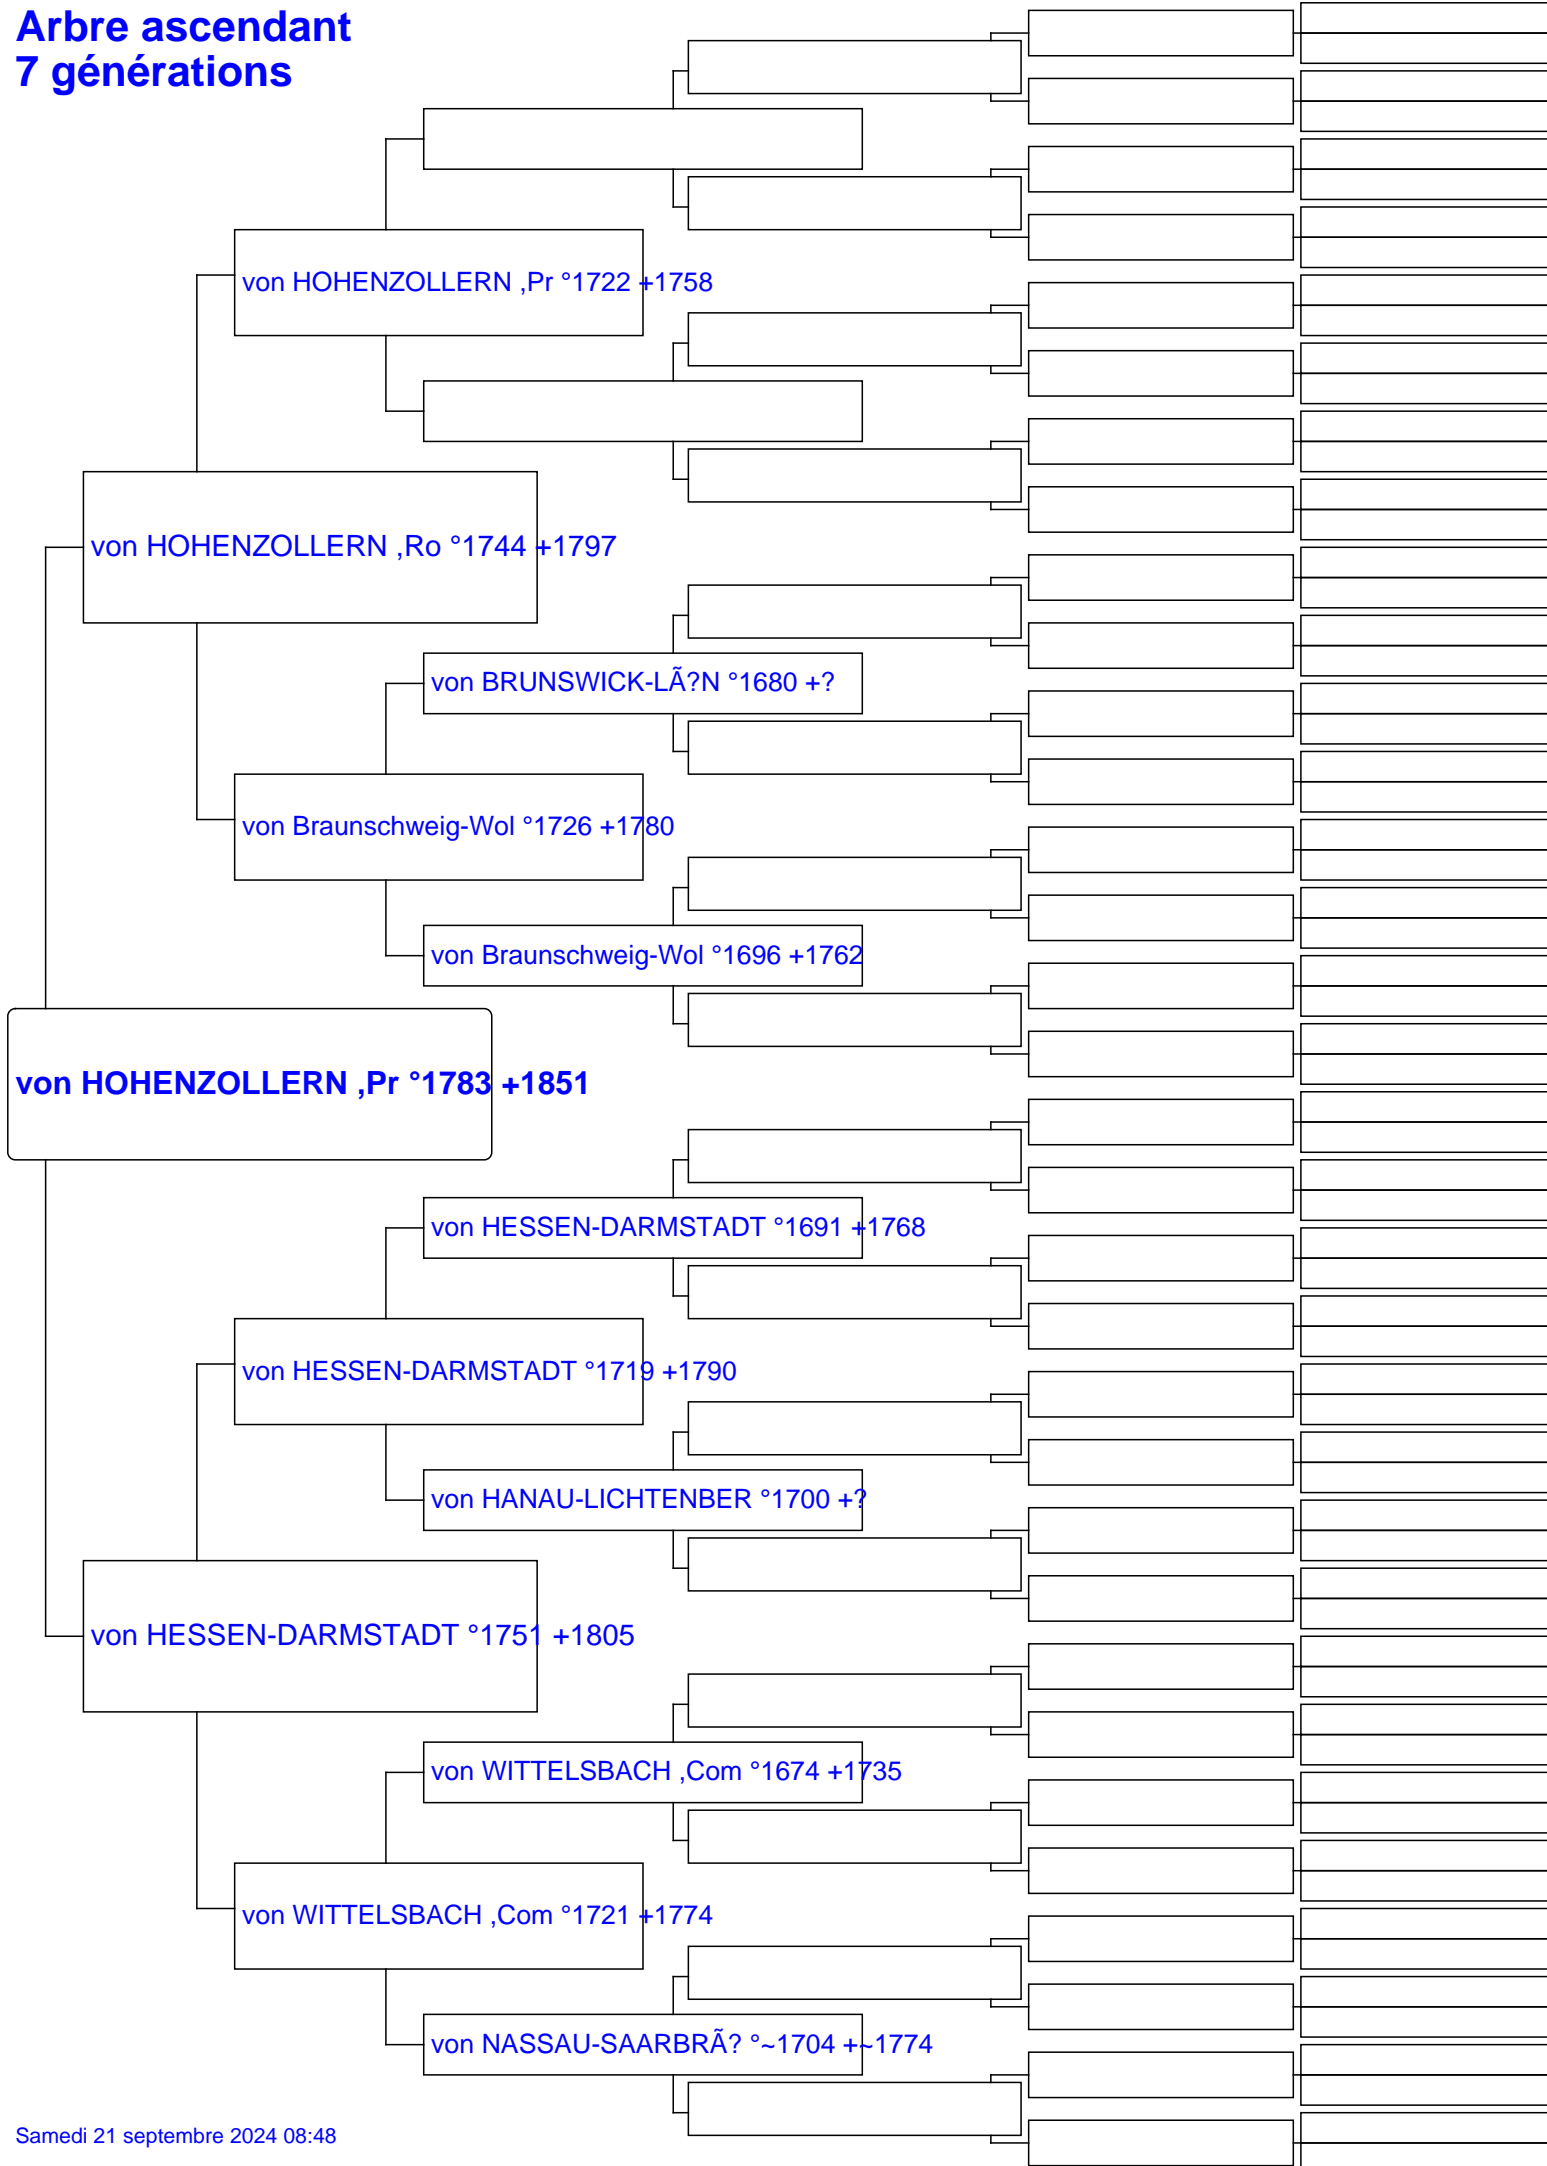 Arbre ascendant
7 générations
von HOHENZOLLERN ,Pr °1722 +1758
von HOHENZOLLERN ,Ro °1744 +1797
von BRUNSWICK-LÃ?N °1680 +?
von Braunschweig-Wol °1726 +1780
von Braunschweig-Wol °1696 +1762
von HOHENZOLLERN ,Pr °1783 +1851
von HESSEN-DARMSTADT °1691 +1768
von HESSEN-DARMSTADT °1719 +1790
von HANAU-LICHTENBER °1700 +?
von HESSEN-DARMSTADT °1751 +1805
von WITTELSBACH ,Com °1674 +1735
von WITTELSBACH ,Com °1721 +1774
von NASSAU-SAARBRÃ? °~1704 +~1774
Samedi 21 septembre 2024 08:48